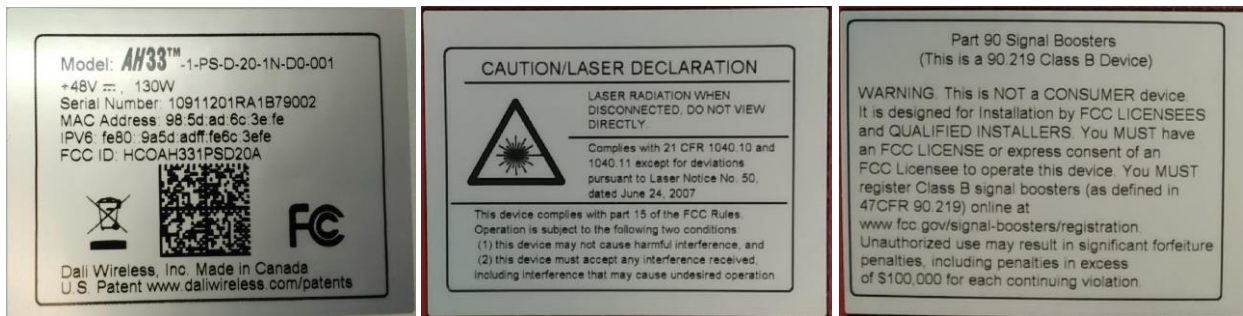 Model: AH33™-1-PS-D-20-1N-D0-001
+48V ⎓, 130W
Serial Number: 10911201RA1B79002
MAC Address: 98:5d:ad:6c:3e:fe
IPV6: fe80::9a5d:adff:fe6c:3efe
FCC ID: HCOAH331PSD20A
FC
Dali Wireless, Inc. Made in Canada
U.S. Patent www.daliwireless.com/patents
CAUTION/LASER DECLARATION
LASER RADIATION WHEN
DISCONNECTED, DO NOT VIEW
DIRECTLY.
Complies with 21 CFR 1040.10 and
1040.11 except for deviations
pursuant to Laser Notice No. 50,
dated June 24, 2007
This device complies with part 15 of the FCC Rules.
Operation is subject to the following two conditions:
(1) this device may not cause harmful interference, and
(2) this device must accept any interference received,
including interference that may cause undesired operation
Part 90 Signal Boosters
(This is a 90.219 Class B Device)
WARNING. This is NOT a CONSUMER device.
It is designed for Installation by FCC LICENSEES
and QUALIFIED INSTALLERS. You MUST have
an FCC LICENSE or express consent of an
FCC Licensee to operate this device. You MUST
register Class B signal boosters (as defined in
47CFR 90.219) online at
www.fcc.gov/signal-boosters/registration.
Unauthorized use may result in significant forfeiture
penalties, including penalties in excess
of $100,000 for each continuing violation.